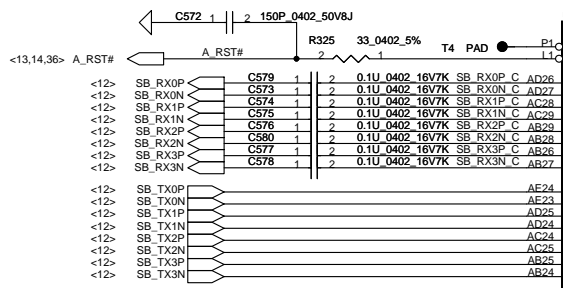 C572 1 2 150P_0402_50V8J
R325 33_0402_5% T4 PAD P1
<13,14,36> A_RST# A_RST# 2 1 L1
<12> SB_RX0P C579 1 2 0.1U_0402_16V7K SB_RX0P_C AD26
<12> SB_RX0N C573 1 2 0.1U_0402_16V7K SB_RX0N_C AD27
<12> SB_RX1P C574 1 2 0.1U_0402_16V7K SB_RX1P_C AC28
<12> SB_RX1N C575 1 2 0.1U_0402_16V7K SB_RX1N_C AC29
<12> SB_RX2P C576 1 2 0.1U_0402_16V7K SB_RX2P_C AB29
<12> SB_RX2N C580 1 2 0.1U_0402_16V7K SB_RX2N_C AB28
<12> SB_RX3P C577 1 2 0.1U_0402_16V7K SB_RX3P_C AB26
<12> SB_RX3N C578 1 2 0.1U_0402_16V7K SB_RX3N_C AB27
<12> SB_TX0P AE24
<12> SB_TX0N AE23
<12> SB_TX1P AD25
<12> SB_TX1N AD24
<12> SB_TX2P AC24
<12> SB_TX2N AC25
<12> SB_TX3P AB25
<12> SB_TX3N AB24